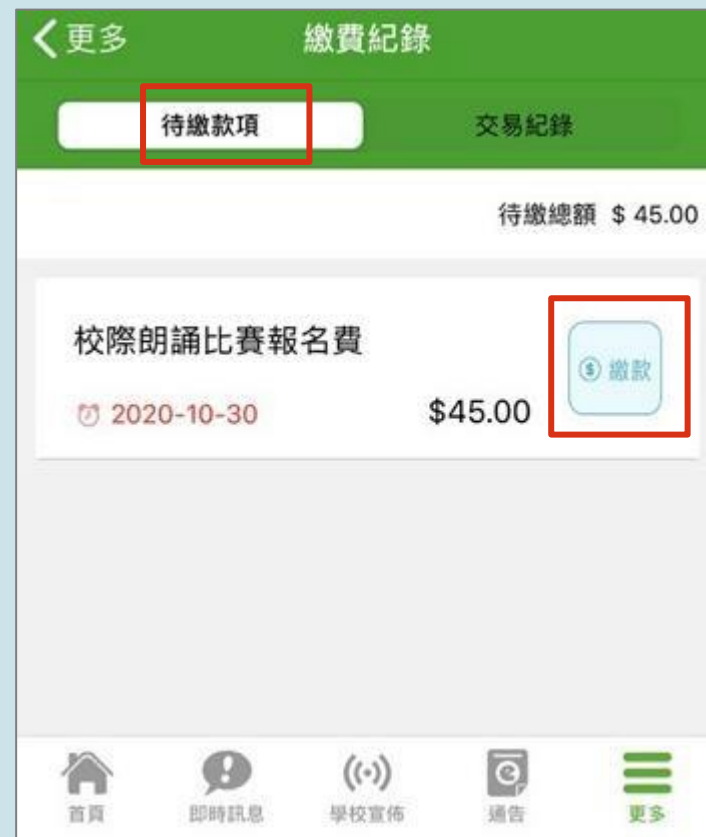 更多 繳費紀錄
待繳款項 交易紀錄
待繳總額 $ 45.00
校際朗誦比賽報名費
2020-10-30 $45.00
繳款
首頁 即時訊息 學校宣佈 通告 更多